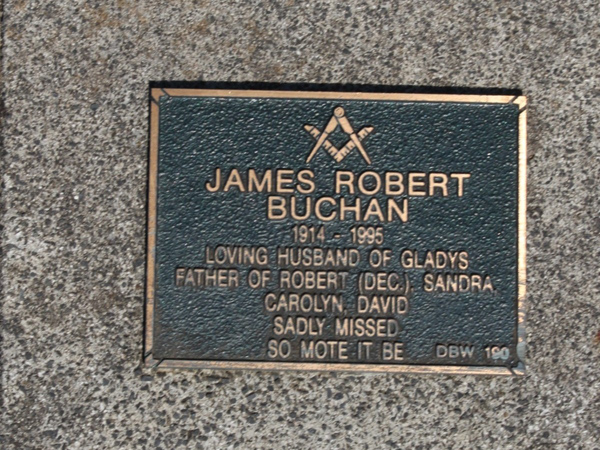 JAMES ROBERT
BUCHAN
1914 - 1995
LOVING HUSBAND OF GLADYS
FATHER OF ROBERT (DEC.), SANDRA,
CAROLYN, DAVID
SADLY MISSED
SO MOTE IT BE DBW 190